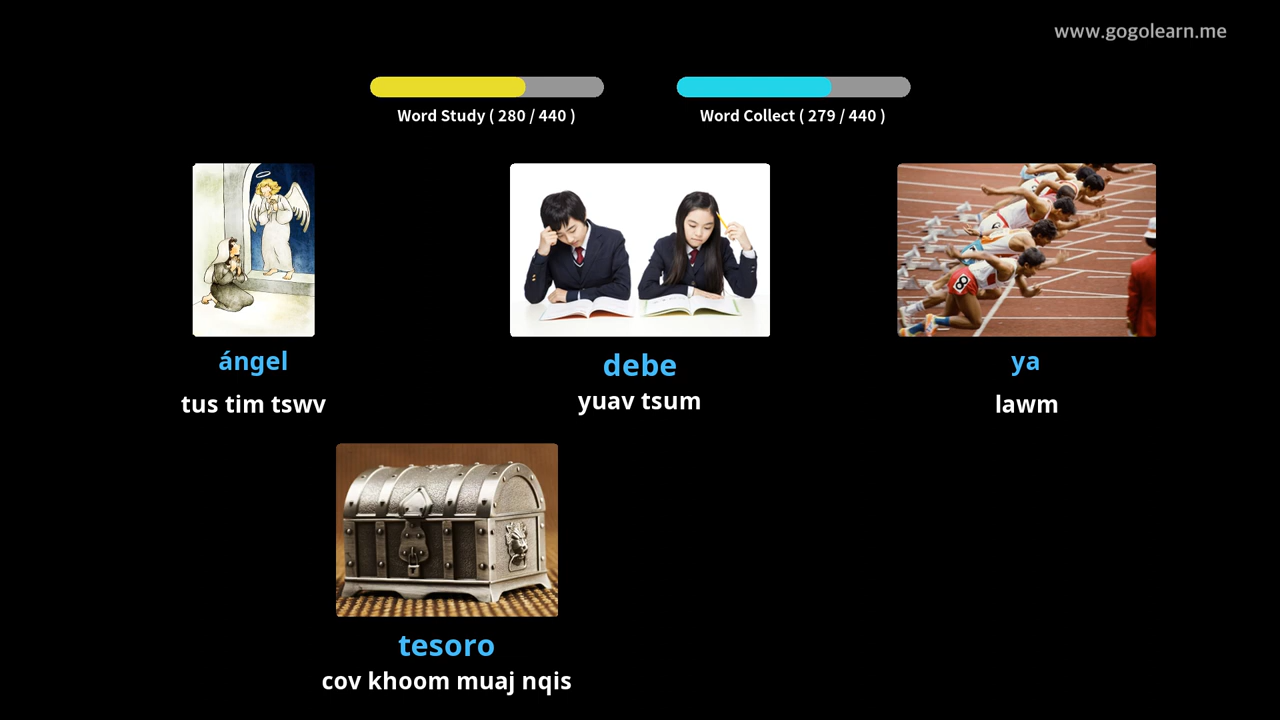 www.gogolearn.me
Word Study ( 280 / 440 )
Word Collect ( 279 / 440 )
ángel
tus tim tswv
debe
yuav tsum
ya
lawm
8
tesoro
cov khoom muaj nqis